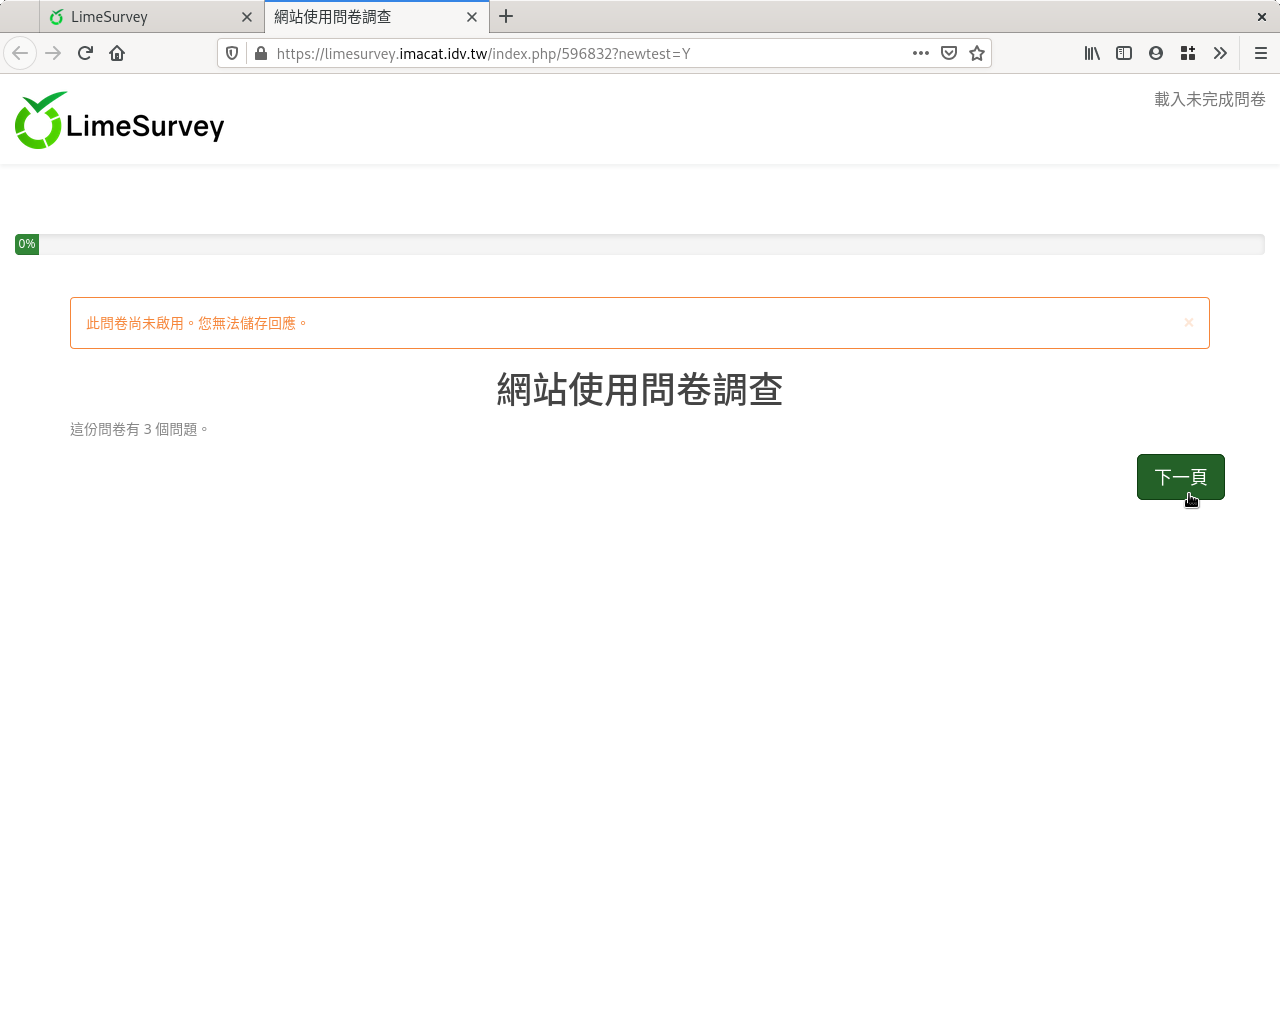 LimeSurvey
網站使用問卷調查
https://limesurvey.imacat.idv.tw/index.php/596832?newtest=Y
LimeSurvey
載入未完成問卷
0%
此問卷尚未啟用。您無法儲存回應。
×
網站使用問卷調查
這份問卷有 3 個問題。
下一頁